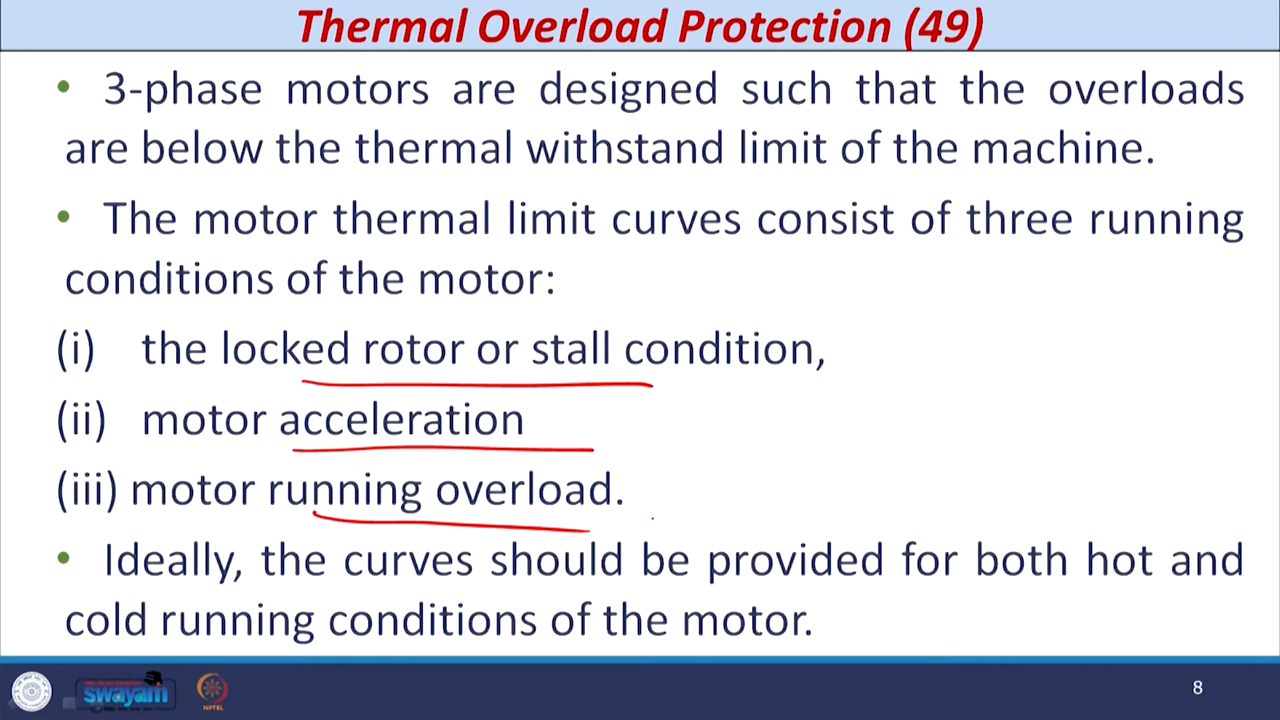 Thermal Overload Protection (49)
• 3-phase motors are designed such that the overloads
are below the thermal withstand limit of the machine.
• The motor thermal limit curves consist of three running
conditions of the motor:
(i) the locked rotor or stall condition,
(ii) motor acceleration
(iii) motor running overload.
• Ideally, the curves should be provided for both hot and
cold running conditions of the motor.
swayam
NPTEL
8